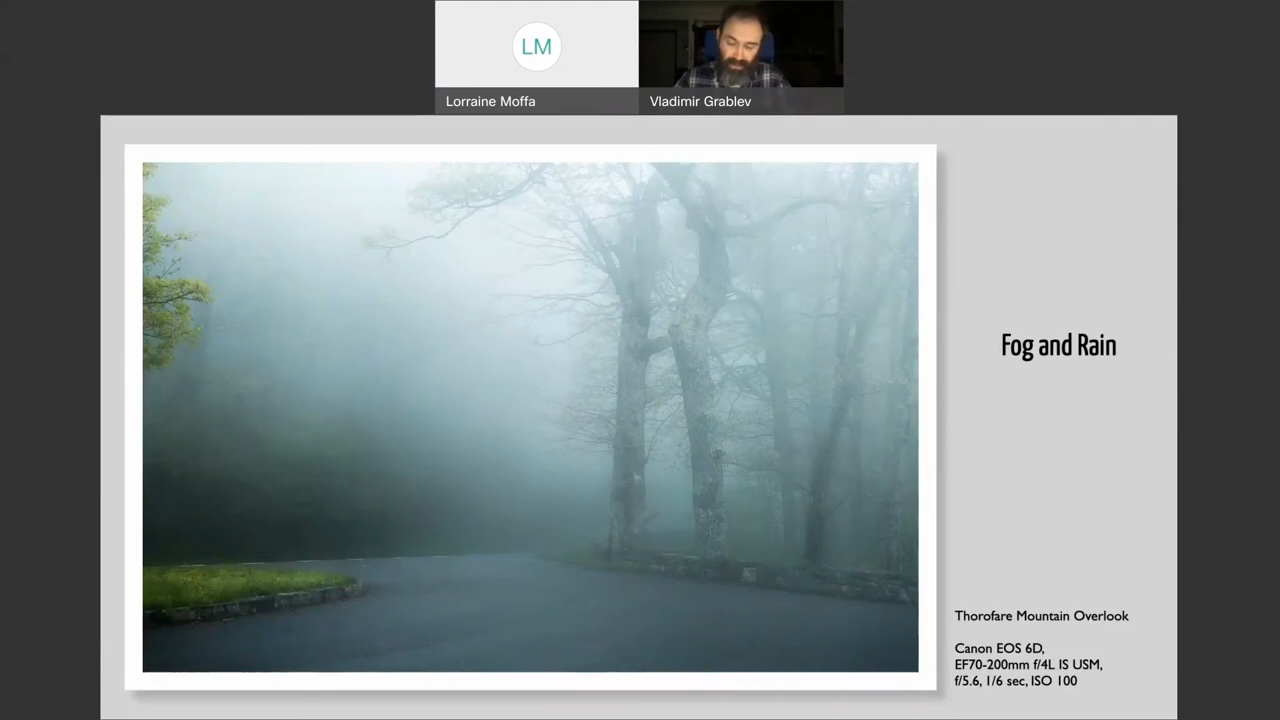 LM
Lorraine Moffa
Vladimir Grablev
Fog and Rain
Thorofare Mountain Overlook
Canon EOS 6D,
EF70-200mm f/4L IS USM,
f/5.6, 1/6 sec, ISO 100